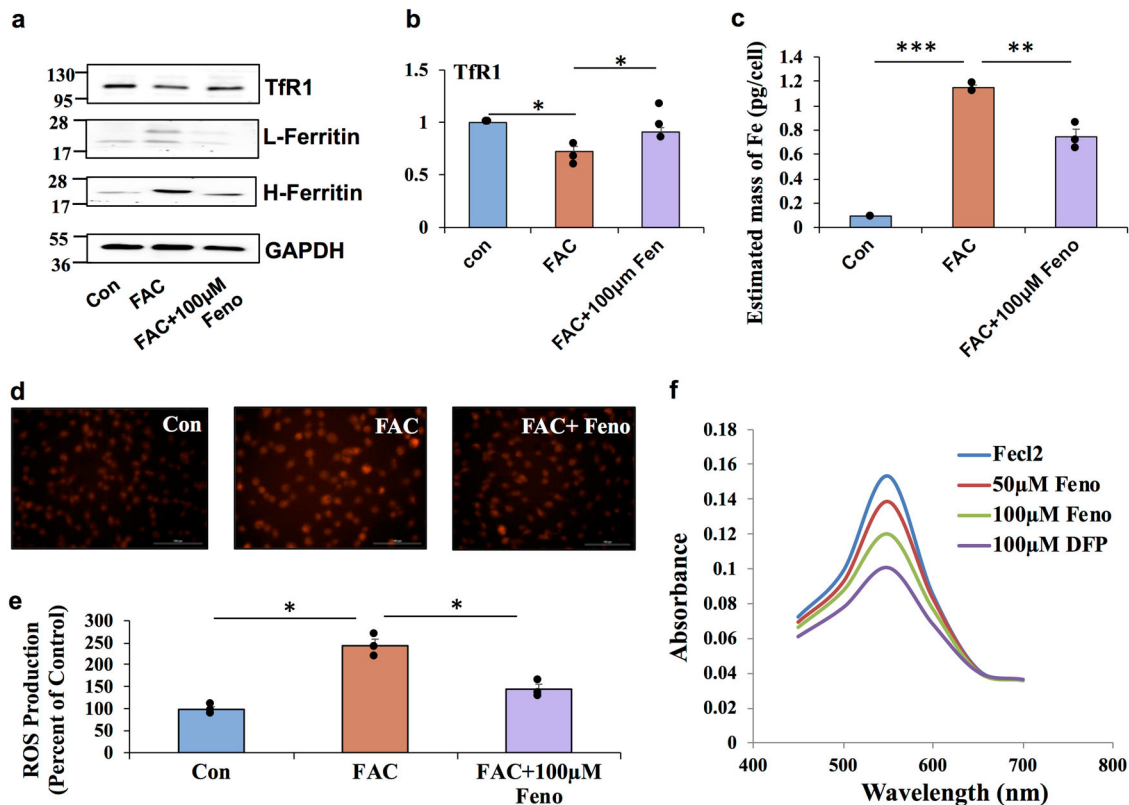 a
130
95
TfR1
28
17
L-Ferritin
28
17
H-Ferritin
55
36
GAPDH
Con
FAC
FAC+100μM
Feno
b
TfR1
*
*
1.5
1
0.5
0
con
FAC
FAC+100μm Fen
c
Estimated mass of Fe (pg/cell)
***
**
1.4
1.2
1
0.8
0.6
0.4
0.2
0
Con
FAC
FAC+100μM Feno
d
Con
FAC
FAC+ Feno
e
ROS Production
(Percent of Control)
*
*
300
250
200
150
100
50
0
Con
FAC
FAC+100μM
Feno
f
Absorbance
0.18
0.16
0.14
0.12
0.1
0.08
0.06
0.04
0.02
0
Fecl2
50μM Feno
100μM Feno
100μM DFP
400
500
600
700
800
Wavelength (nm)